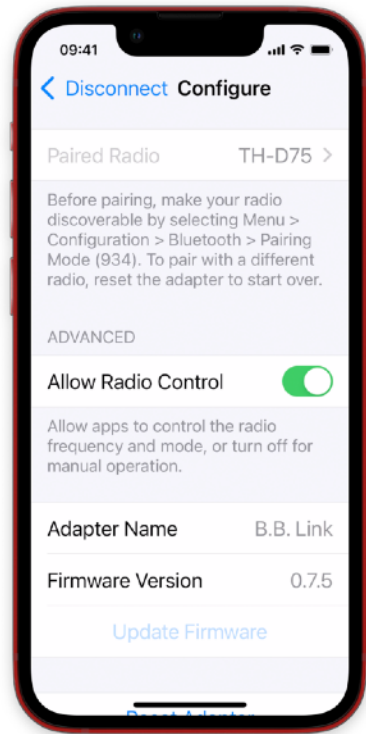 09:41
Disconnect Configure
Paired Radio TH-D75
Before pairing, make your radio
discoverable by selecting Menu >
Configuration > Bluetooth > Pairing
Mode (934). To pair with a different
radio, reset the adapter to start over.
ADVANCED
Allow Radio Control
Allow apps to control the radio
frequency and mode, or turn off for
manual operation.
Adapter Name B.B. Link
Firmware Version 0.7.5
Update Firmware
Reset Adapter